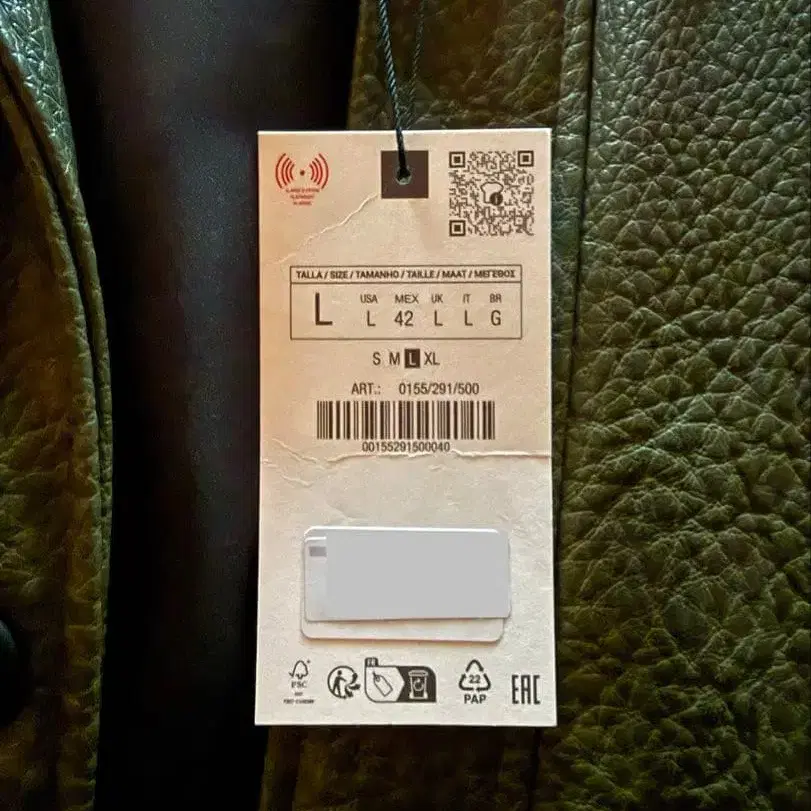 TALLA / SIZE / TAMANHO / TAILLE / MAAT / ΜΕΓΕΘΟΣ
L
USA MEX UK IT BR
L 42 L L G
S M L XL
ART.: 0155/291/500
00155291500040
FR
FSC
22
PAP
EAC